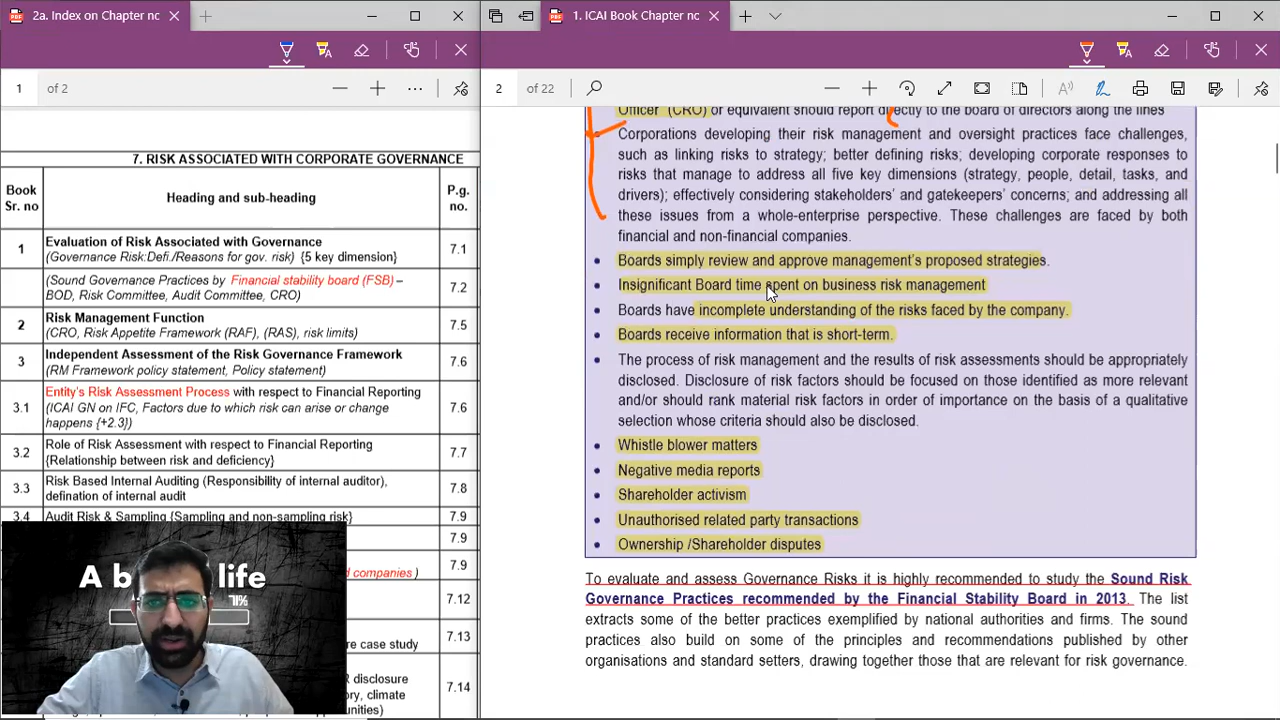 2a. Index on Chapter nc
1. ICAI Book Chapter nc
1 of 2
2 of 22
7. RISK ASSOCIATED WITH CORPORATE GOVERNANCE
Book Sr. no
Heading and sub-heading
P.g. no.
1 Evaluation of Risk Associated with Governance 7.1
(Governance Risk:Defi./Reasons for gov. risk) {5 key dimension}
(Sound Governance Practices by Financial stability board (FSB) – 7.2
BOD, Risk Committee, Audit Committee, CRO)
2 Risk Management Function 7.5
(CRO, Risk Appetite Framework (RAF), (RAS), risk limits)
3 Independent Assessment of the Risk Governance Framework 7.6
(RM Framework policy statement, Policy statement)
3.1 Entity's Risk Assessment Process with respect to Financial Reporting 7.6
(ICAI GN on IFC, Factors due to which risk can arise or change
happens {+2.3})
3.2 Role of Risk Assessment with respect to Financial Reporting 7.7
{Relationship between risk and deficiency}
3.3 Risk Based Internal Auditing (Responsibility of internal auditor), 7.8
defination of internal audit
3.4 Audit Risk & Sampling {Sampling and non-sampling risk} 7.9
7.9
d companies ) 7.9
7.12
re case study 7.13
R disclosure
ory, climate 7.14
unities)
A b life
71%
Officer" (CRO) or equivalent should report directly to the board of directors along the lines
• Corporations developing their risk management and oversight practices face challenges,
such as linking risks to strategy; better defining risks; developing corporate responses to
risks that manage to address all five key dimensions (strategy, people, detail, tasks, and
drivers); effectively considering stakeholders' and gatekeepers' concerns; and addressing all
these issues from a whole-enterprise perspective. These challenges are faced by both
financial and non-financial companies.
• Boards simply review and approve management's proposed strategies.
• Insignificant Board time spent on business risk management
• Boards have incomplete understanding of the risks faced by the company.
• Boards receive information that is short-term.
• The process of risk management and the results of risk assessments should be appropriately
disclosed. Disclosure of risk factors should be focused on those identified as more relevant
and/or should rank material risk factors in order of importance on the basis of a qualitative
selection whose criteria should also be disclosed.
• Whistle blower matters
• Negative media reports
• Shareholder activism
• Unauthorised related party transactions
• Ownership /Shareholder disputes
To evaluate and assess Governance Risks it is highly recommended to study the Sound Risk
Governance Practices recommended by the Financial Stability Board in 2013. The list
extracts some of the better practices exemplified by national authorities and firms. The sound
practices also build on some of the principles and recommendations published by other
organisations and standard setters, drawing together those that are relevant for risk governance.